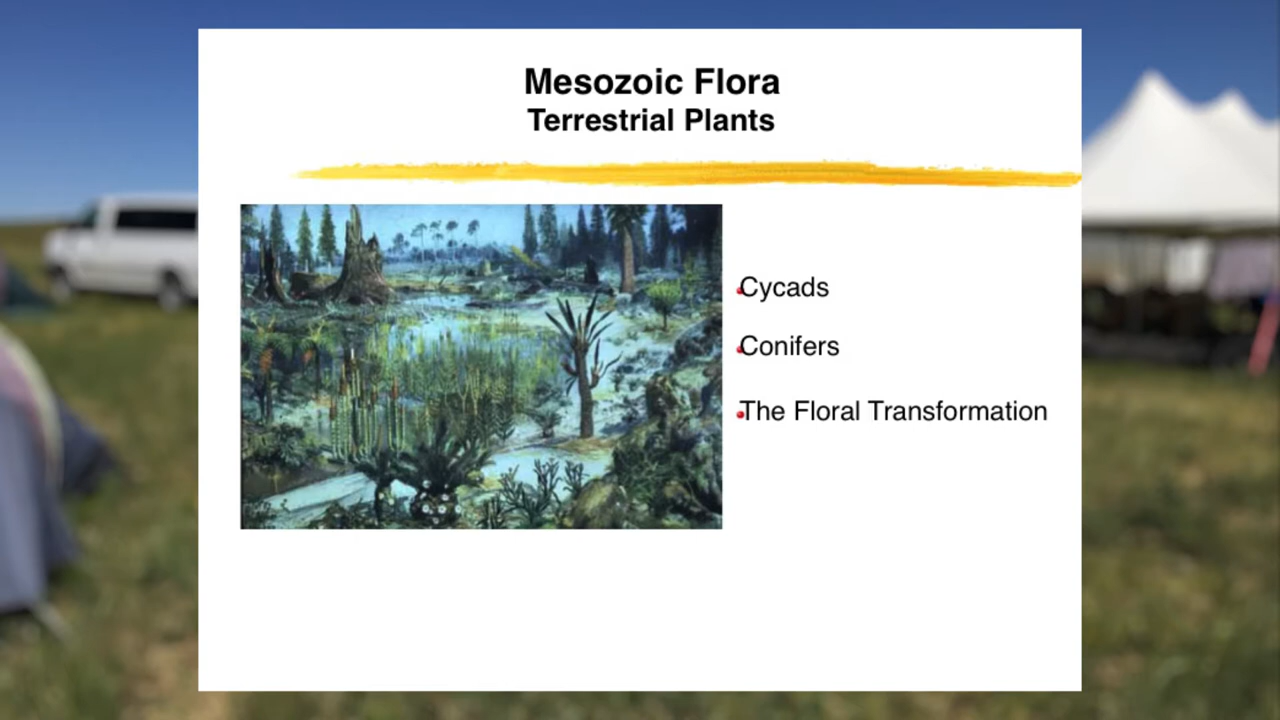 Mesozoic Flora
Terrestrial Plants
Cycads
Conifers
The Floral Transformation